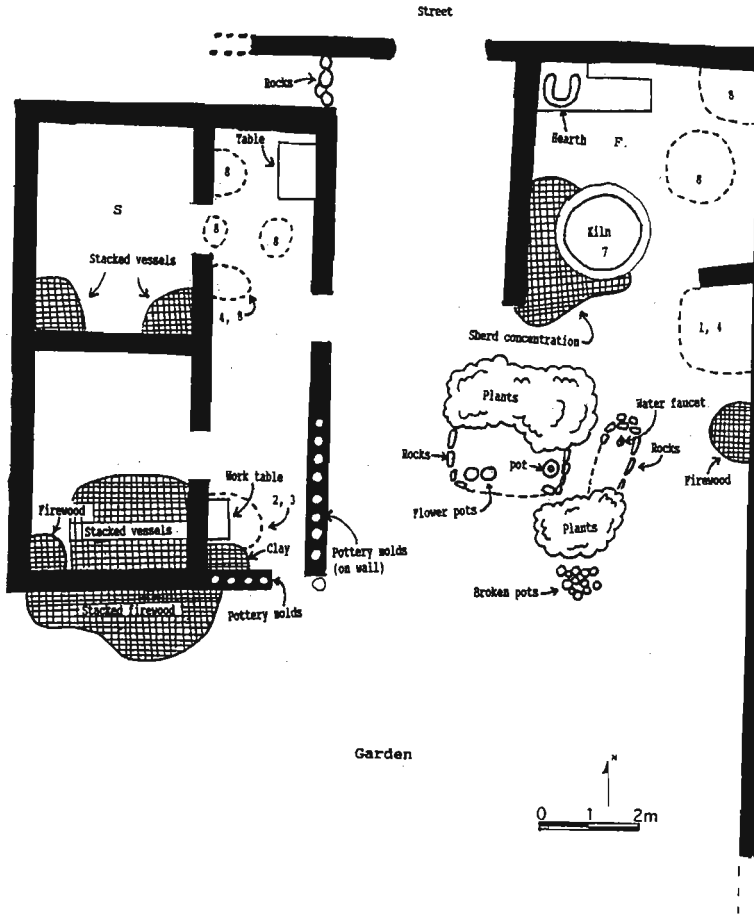 Street
Rocks
Table
8
Hearth
F.
8
8
S
8
8
Kiln
7
Stacked vessels
4, 8
1, 4
Sherd concentration
Plants
Water faucet
Rocks
pot
Rocks
Firewood
Flower pots
Work table
2, 3
Firewood
Stacked vessels
Plants
Clay
Pottery molds
(on wall)
Broken pots
Stacked firewood
Pottery molds
Garden
N
0 1 2m